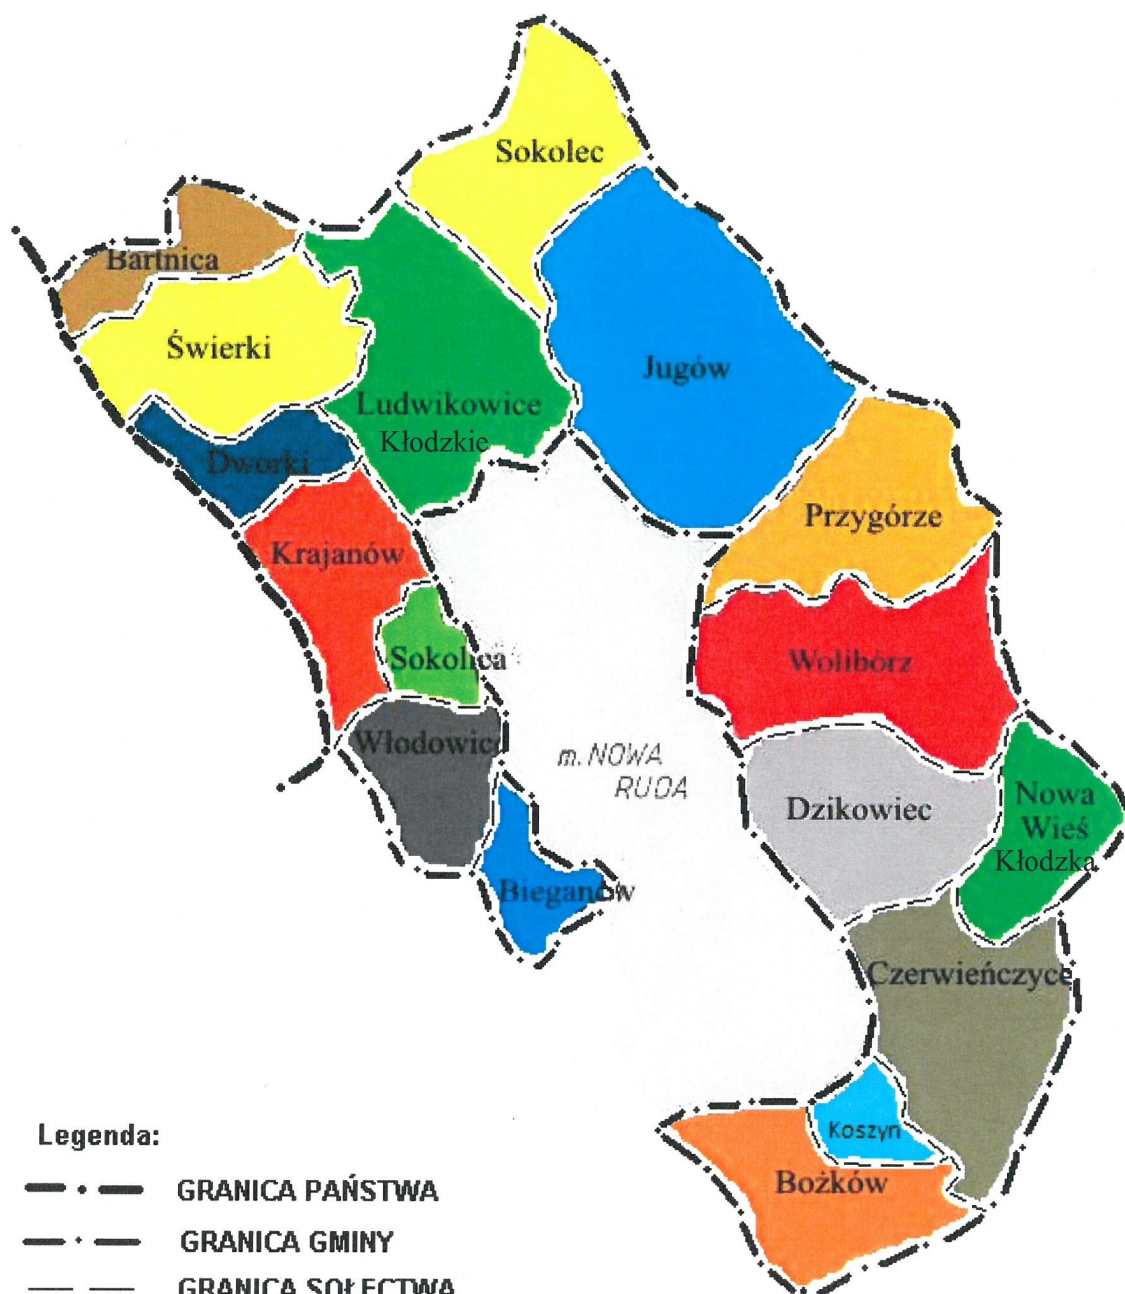 Sokolec
Bartnica
Świerki
Jugów
Ludwikowice
Kłodzkie
Dworki
Przygórze
Krajanów
Sokolica
Wolibórz
Włodowice
m. NOWA
RUDA
Dzikowiec
Nowa
Wieś
Kłodzka
Bieganów
Czerwieńczyce
Koszyn
Bożków
Legenda:
GRANICA PAŃSTWA
GRANICA GMINY
GRANICA SOŁECTWA